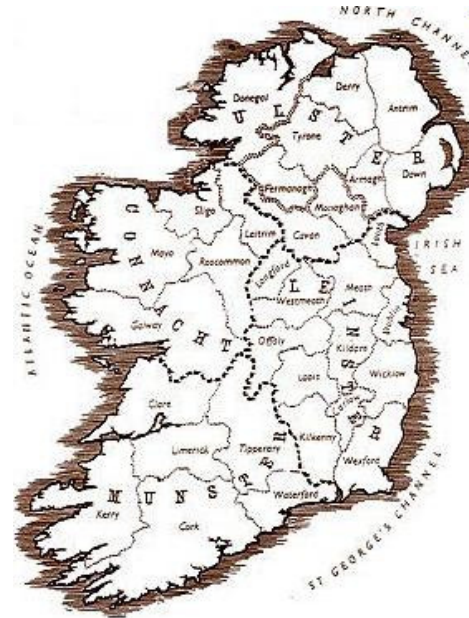 NORTH CHANNEL
Donegal
Derry
Antrim
ULSTER
Tyrone
Fermanagh
Armagh
Down
Monaghan
Sligo
Leitrim
Cavan
Louth
IRISH
SEA
ATLANTIC OCEAN
CONNACHT
Mayo
Roscommon
Longford
LEINSTER
Meath
Westmeath
Galway
Offaly
Kildare
Dublin
Laois
Wicklow
Clare
Carlow
Limerick
Tipperary
Kilkenny
Wexford
MUNSTER
Waterford
Kerry
Cork
ST GEORGE'S CHANNEL